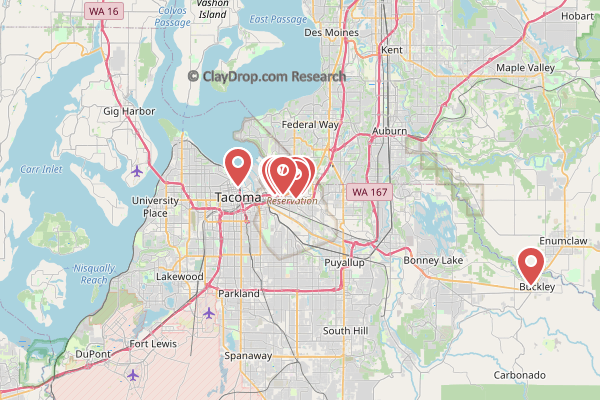 Vashon
Island
Colvos
Passage
WA 16
East Passage
Des Moines
Hobart
Kent
Maple Valley
© ClayDrop.com Research
Gig Harbor
Federal Way
Auburn
Carr Inlet
University
Place
Tacoma
Reservation
WA 167
Enumclaw
Nisqually
Reach
Lakewood
Puyallup
Bonney Lake
Buckley
Parkland
South Hill
Fort Lewis
DuPont
Spanaway
Carbonado